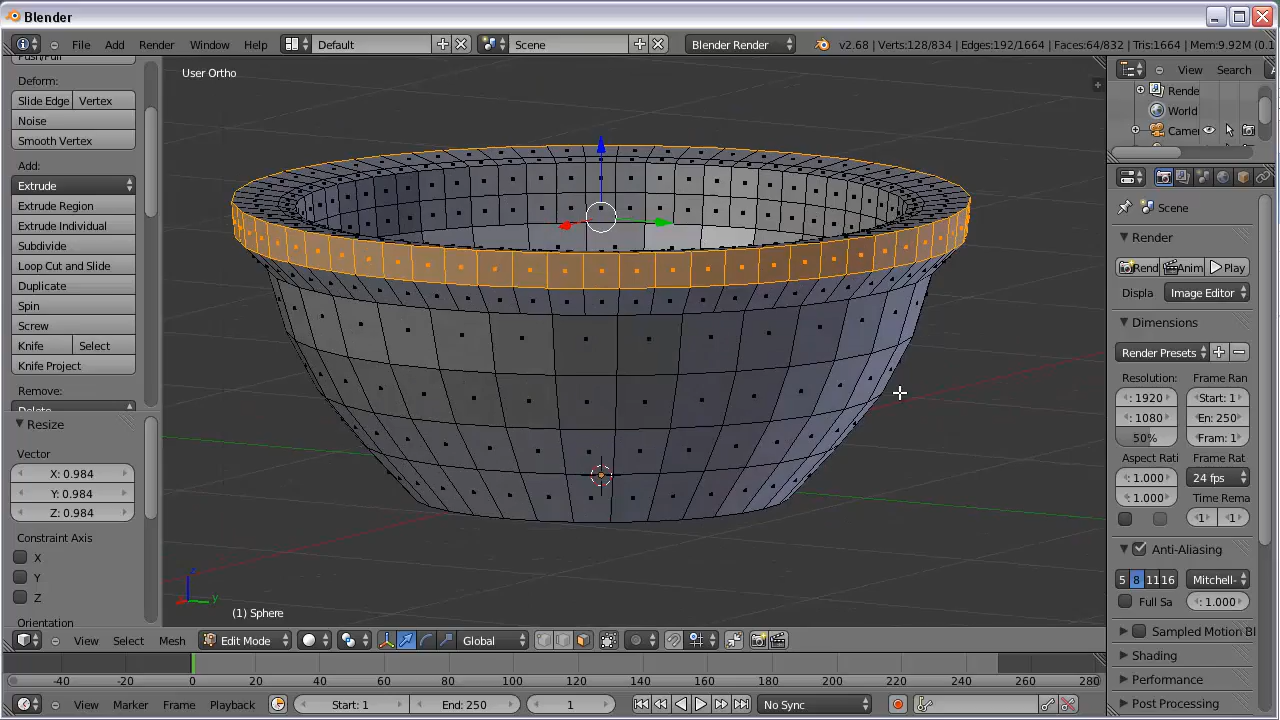 Blender
File Add Render Window Help Default Scene Blender Render v2.68 | Verts:128/834 | Edges:192/1664 | Faces:64/832 | Tris:1664 | Mem:9.92M (0.1
Push/Pull
Deform:
Slide Edge Vertex
Noise
Smooth Vertex
Add:
Extrude
Extrude Region
Extrude Individual
Subdivide
Loop Cut and Slide
Duplicate
Spin
Screw
Knife Select
Knife Project
Remove:
Delete
Resize
Vector
X: 0.984
Y: 0.984
Z: 0.984
Constraint Axis
X
Y
Z
Orientation
User Ortho
z
y
(1) Sphere
View Select Mesh Edit Mode Global
View Search
Rende
World
Camer
Scene
Render
Rend Anim Play
Displa Image Editor
Dimensions
Render Presets
Resolution: Frame Ran
: 1920 Start: 1
: 1080 En: 250
50% Fram: 1
Aspect Rati Frame Rat
: 1.000 24 fps
: 1.000 Time Rema
1 1
Anti-Aliasing
5 8 11 16 Mitchell-
Full Sa : 1.000
Sampled Motion Bl
Shading
Performance
Post Processing
-40 -20 0 20 40 60 80 100 120 140 160 180 200 220 240 260 280
View Marker Frame Playback Start: 1 End: 250 1 No Sync